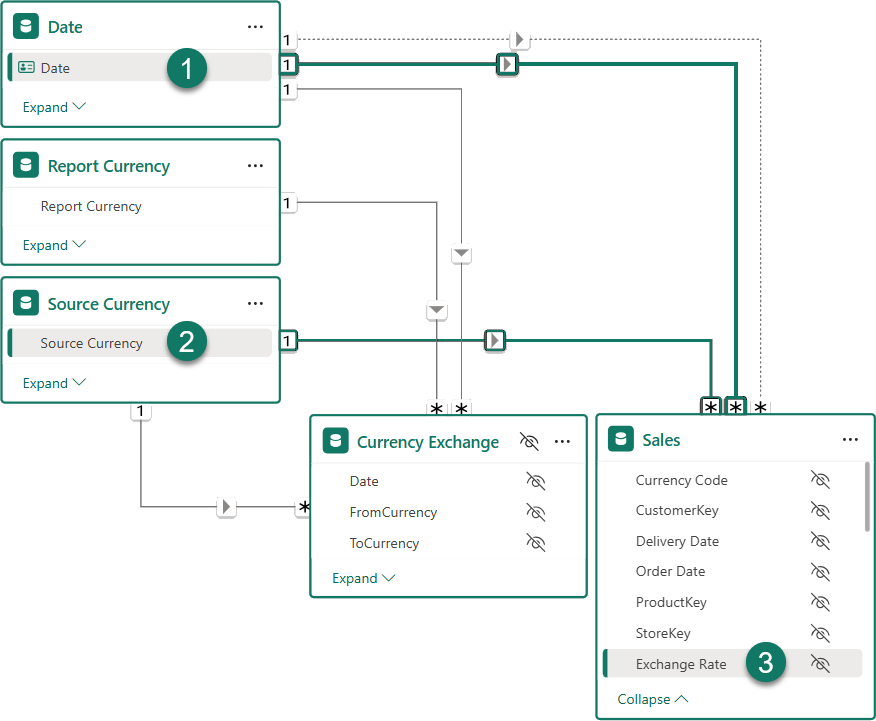 Date
...
1
Date
1
1
1
Expand
Report Currency
...
Report Currency
1
Expand
Source Currency
...
Source Currency
2
1
Expand
1
*
*
*
*
*
*
Currency Exchange
...
Date
FromCurrency
ToCurrency
Expand
Sales
...
Currency Code
CustomerKey
Delivery Date
Order Date
ProductKey
StoreKey
Exchange Rate
3
Collapse